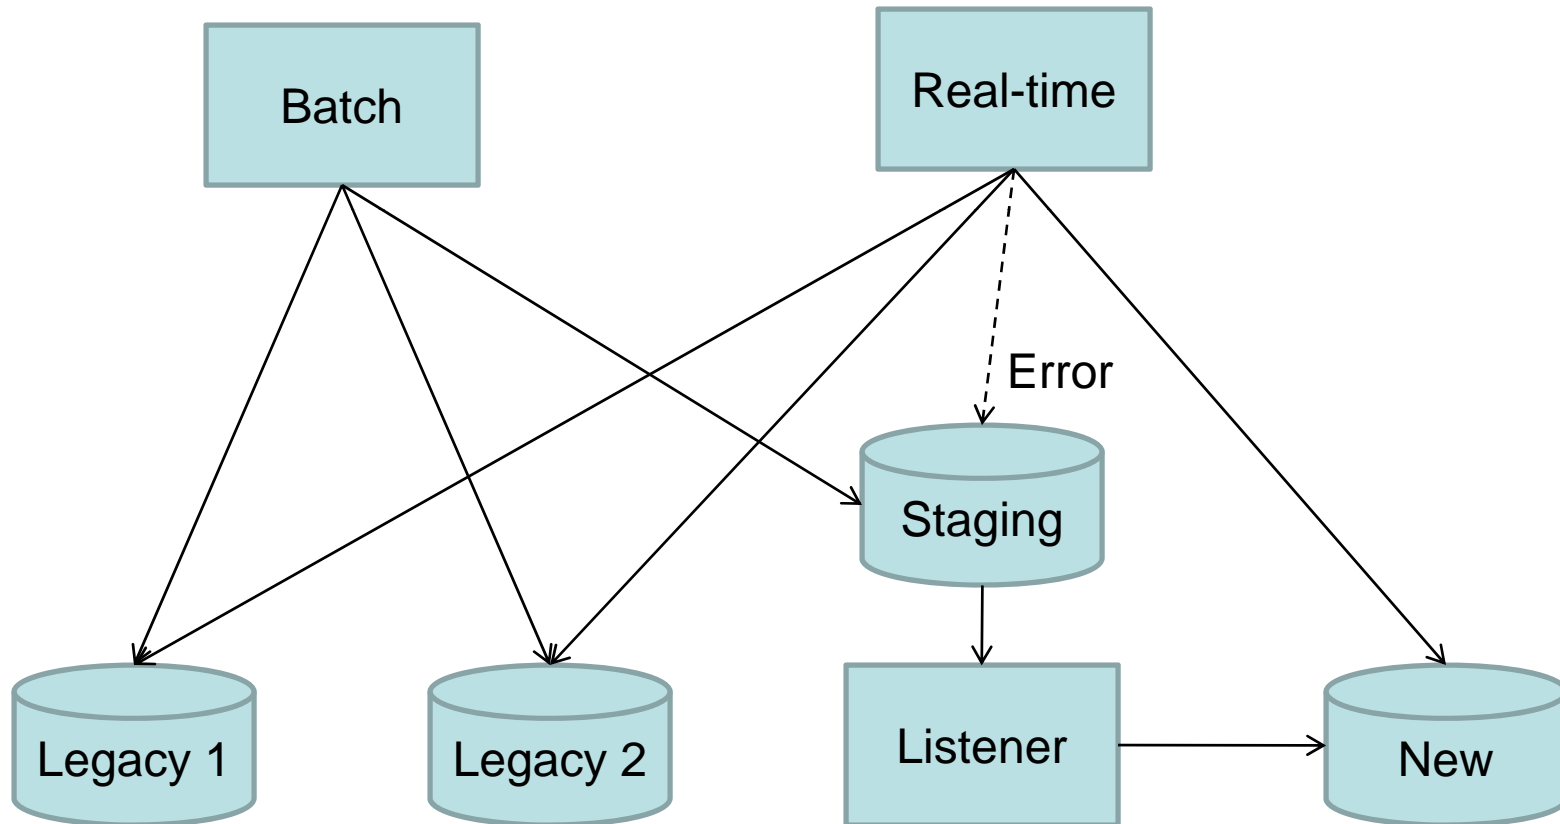 Batch
Real-time
Error
Staging
Legacy 1
Legacy 2
Listener
New